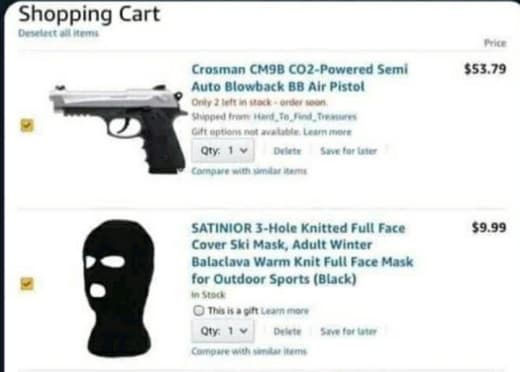 Shopping Cart
Deselect all items
Price
Crosman CM9B CO2-Powered Semi
$53.79
Auto Blowback BB Air Pistol
Only 2 left in stock - order soon.
Shipped from: Hard_To_Find_Treasures
Gift options not available. Learn more
Qty: 1 Delete Save for later
Compare with similar items
SATINIOR 3-Hole Knitted Full Face
$9.99
Cover Ski Mask, Adult Winter
Balaclava Warm Knit Full Face Mask
for Outdoor Sports (Black)
In Stock
This is a gift Learn more
Qty: 1 Delete Save for later
Compare with similar items